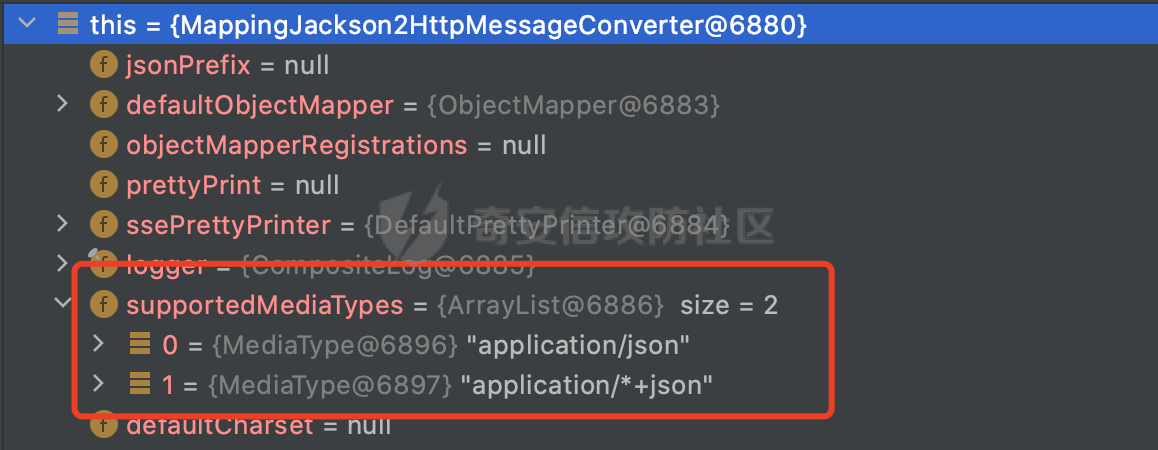 this = {MappingJackson2HttpMessageConverter@6880}
f jsonPrefix = null
f defaultObjectMapper = {ObjectMapper@6883}
f objectMapperRegistrations = null
f prettyPrint = null
f ssePrettyPrinter = {DefaultPrettyPrinter@6884}
奇安信攻防社区
f logger = {CompositeLog@6885}
f supportedMediaTypes = {ArrayList@6886} size = 2
0 = {MediaType@6896} "application/json"
1 = {MediaType@6897} "application/*+json"
f defaultCharset = null